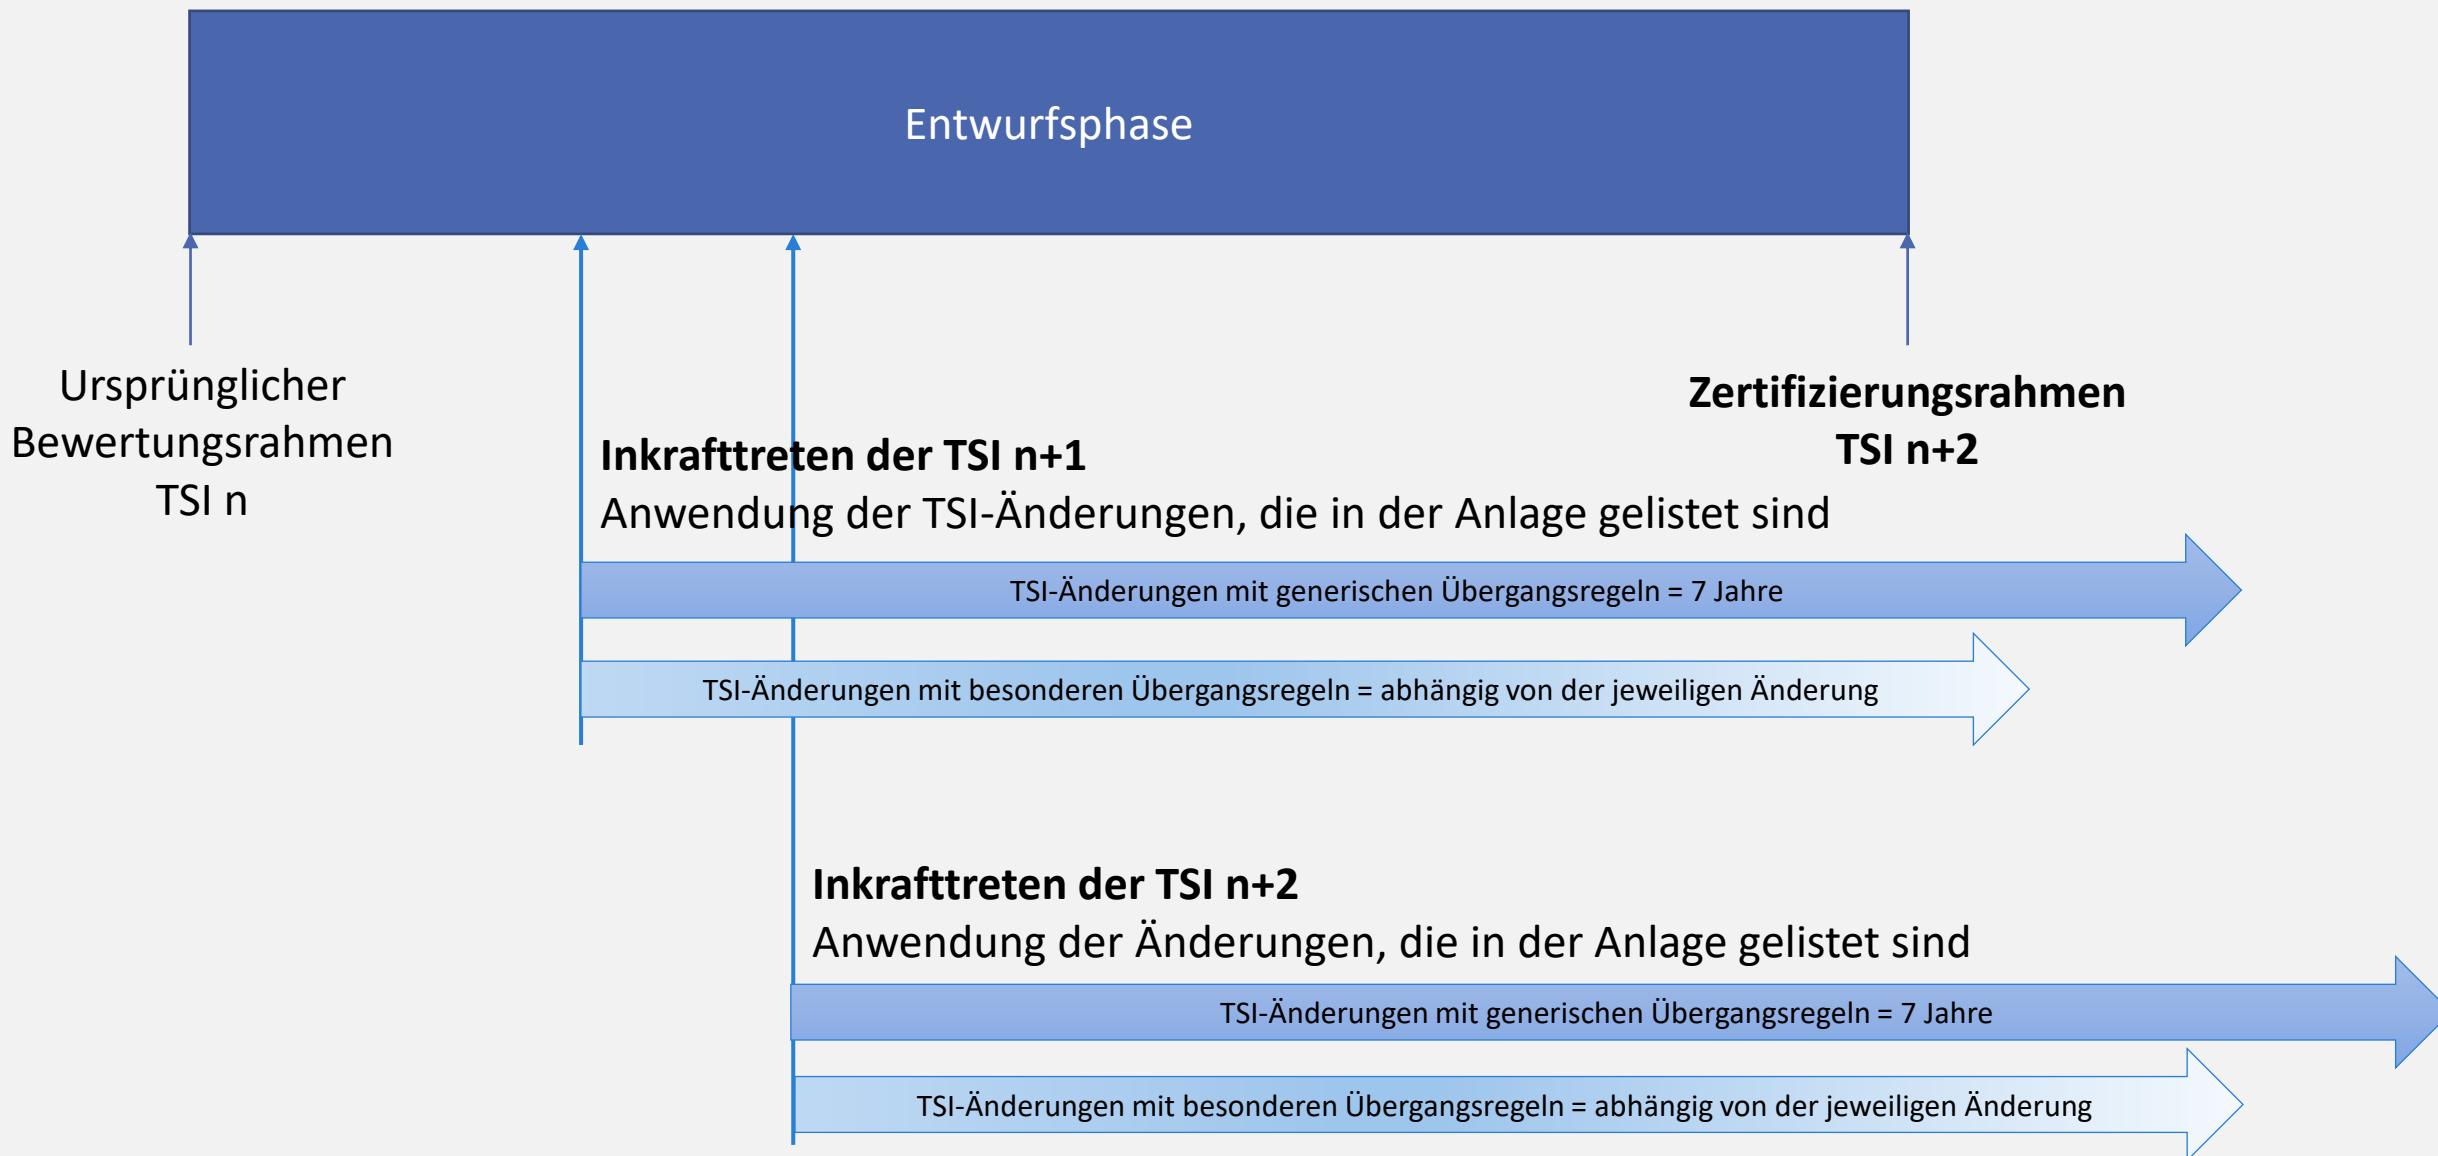 Entwurfsphase
Ursprünglicher
Bewertungsrahmen
TSI n
Zertifizierungsrahmen
TSI n+2
Inkrafttreten der TSI n+1
Anwendung der TSI-Änderungen, die in der Anlage gelistet sind
TSI-Änderungen mit generischen Übergangsregeln = 7 Jahre
TSI-Änderungen mit besonderen Übergangsregeln = abhängig von der jeweiligen Änderung
Inkrafttreten der TSI n+2
Anwendung der Änderungen, die in der Anlage gelistet sind
TSI-Änderungen mit generischen Übergangsregeln = 7 Jahre
TSI-Änderungen mit besonderen Übergangsregeln = abhängig von der jeweiligen Änderung